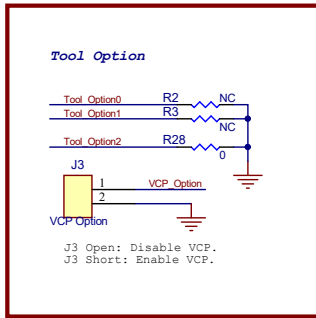 Tool Option
Tool_Option0 R2 NC
Tool_Option1 R3 NC
Tool_Option2 R28 0
J3
1 VCP_Option
2
VCP Option
J3 Open: Disable VCP.
J3 Short: Enable VCP.